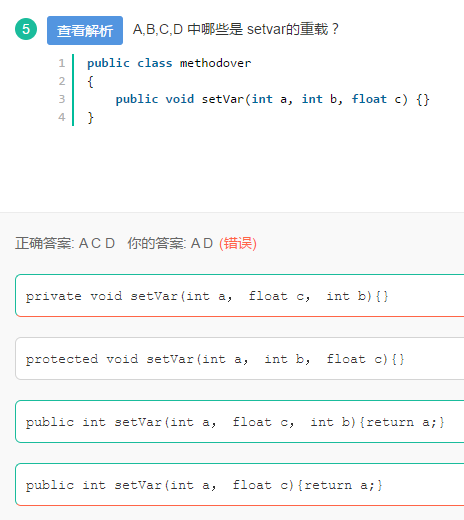 5 查看解析 A,B,C,D 中哪些是 setvar的重载？
1 public class methodover
2 {
3     public void setVar(int a, int b, float c) {}
4 }
正确答案: A C D 你的答案: A D (错误)
private void setVar(int a， float c， int b){}
protected void setVar(int a， int b， float c){}
public int setVar(int a， float c， int b){return a;}
public int setVar(int a， float c){return a;}